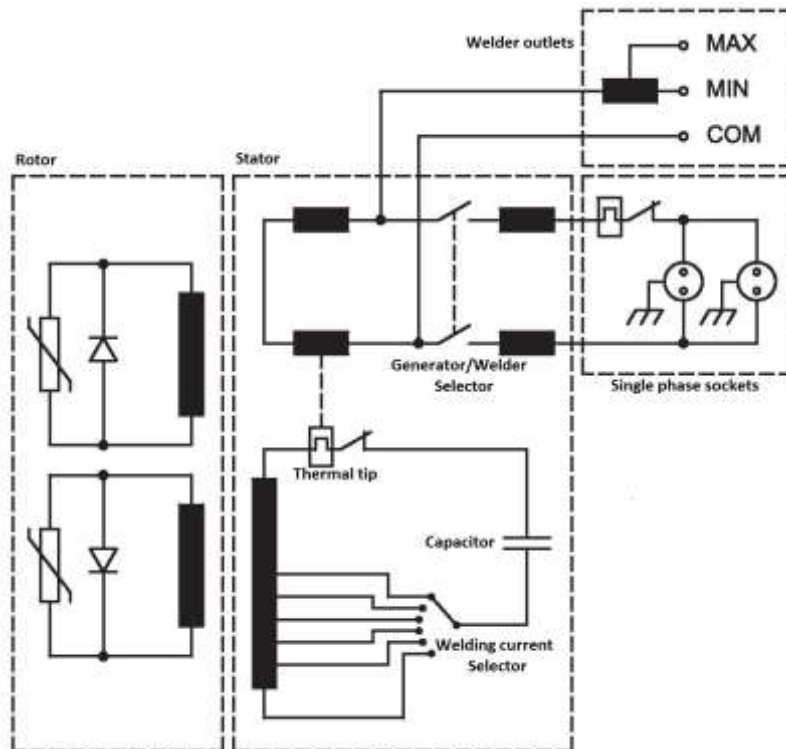 Welder outlets
MAX
MIN
COM
Rotor
Stator
Generator/Welder
Selector
Single phase sockets
Thermal tip
Capacitor
Welding current
Selector